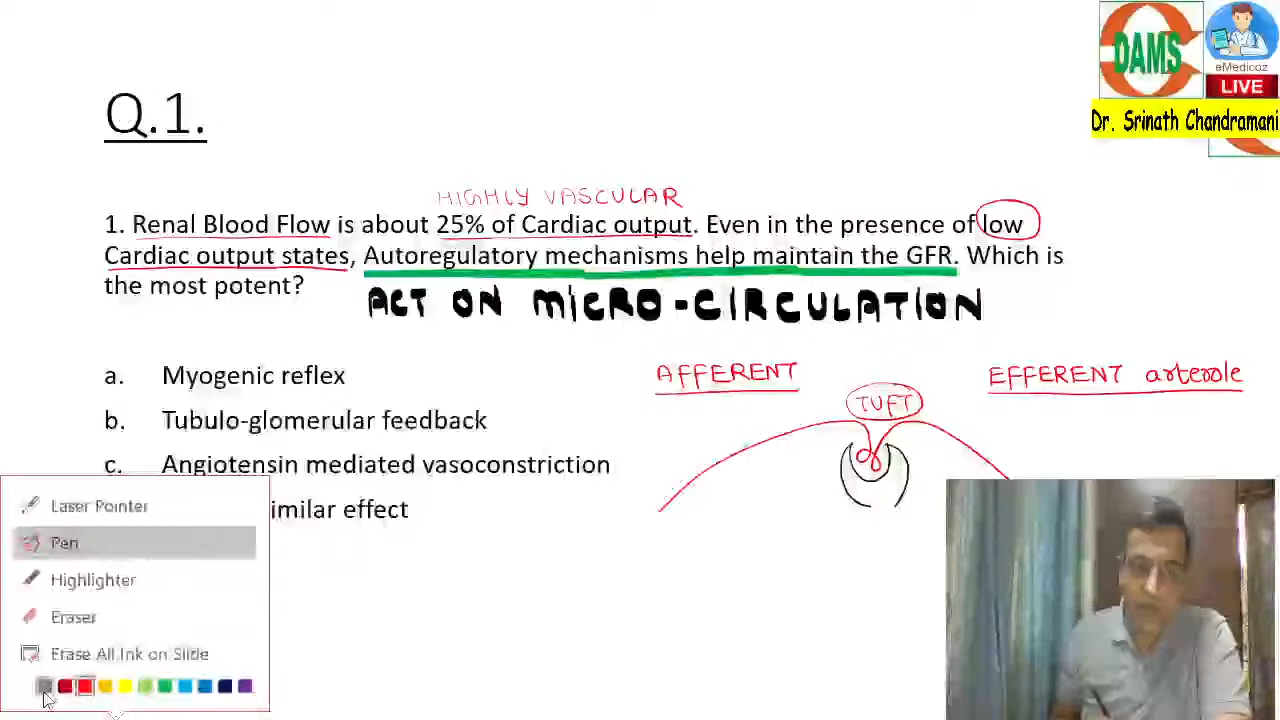 DAMS
eMedicoz
LIVE
Dr. Srinath Chandramani
Q.1.
HIGHLY VASCULAR
1. Renal Blood Flow is about 25% of Cardiac output. Even in the presence of low
Cardiac output states, Autoregulatory mechanisms help maintain the GFR. Which is
the most potent?
ACT ON MICRO-CIRCULATION
a. Myogenic reflex
b. Tubulo-glomerular feedback
c. Angiotensin mediated vasoconstriction
imilar effect
AFFERENT
EFFERENT arterole
TUFT
Laser Pointer
Pen
Highlighter
Eraser
Erase All Ink on Slide